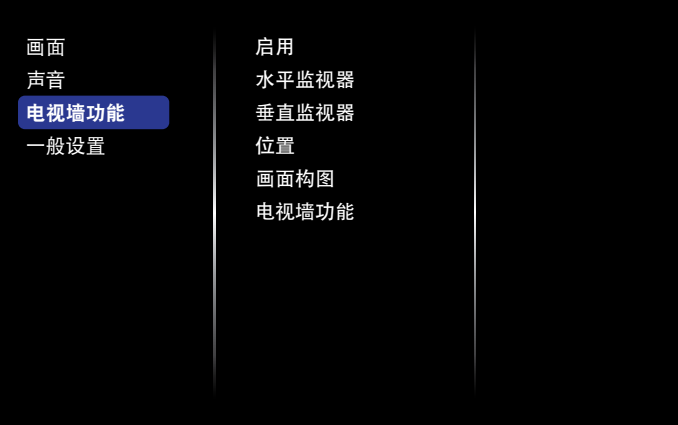 画面
声音
电视墙功能
一般设置
启用
水平监视器
垂直监视器
位置
画面构图
电视墙功能